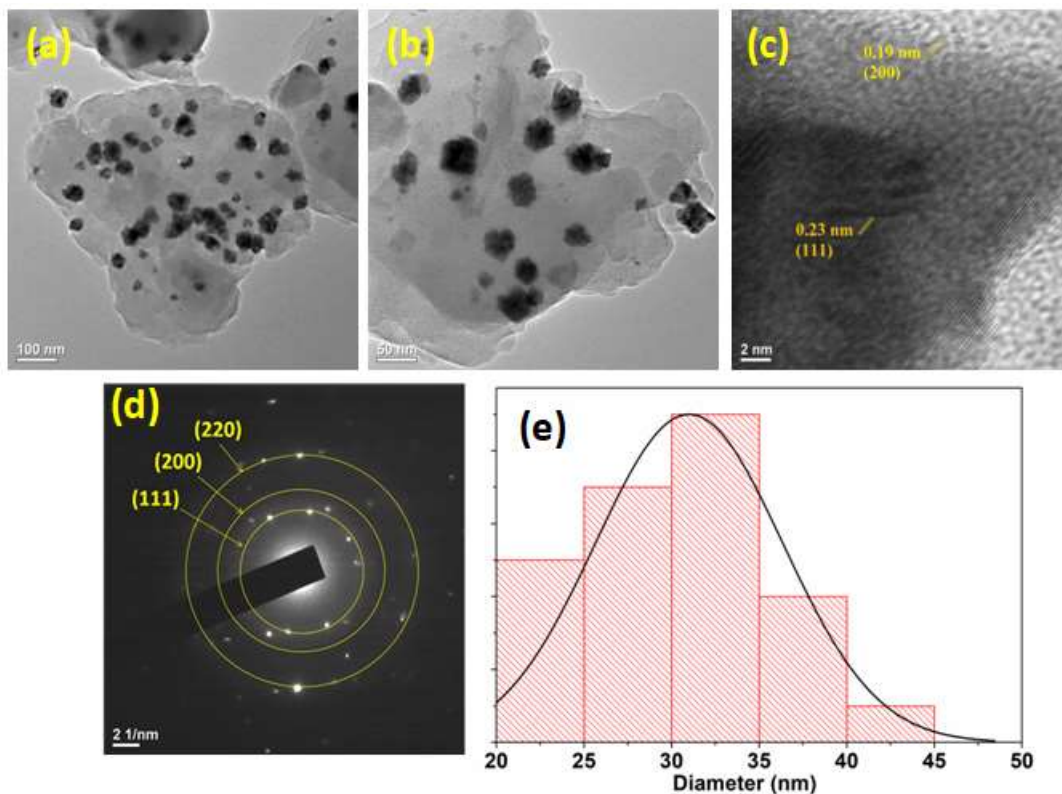 (a)
100 nm
(b)
50 nm
(c)
0.19 nm
(200)
0.23 nm
(111)
2 nm
(d)
(220)
(200)
(111)
2 1/nm
(e)
20 25 30 35 40 45 50
Diameter (nm)